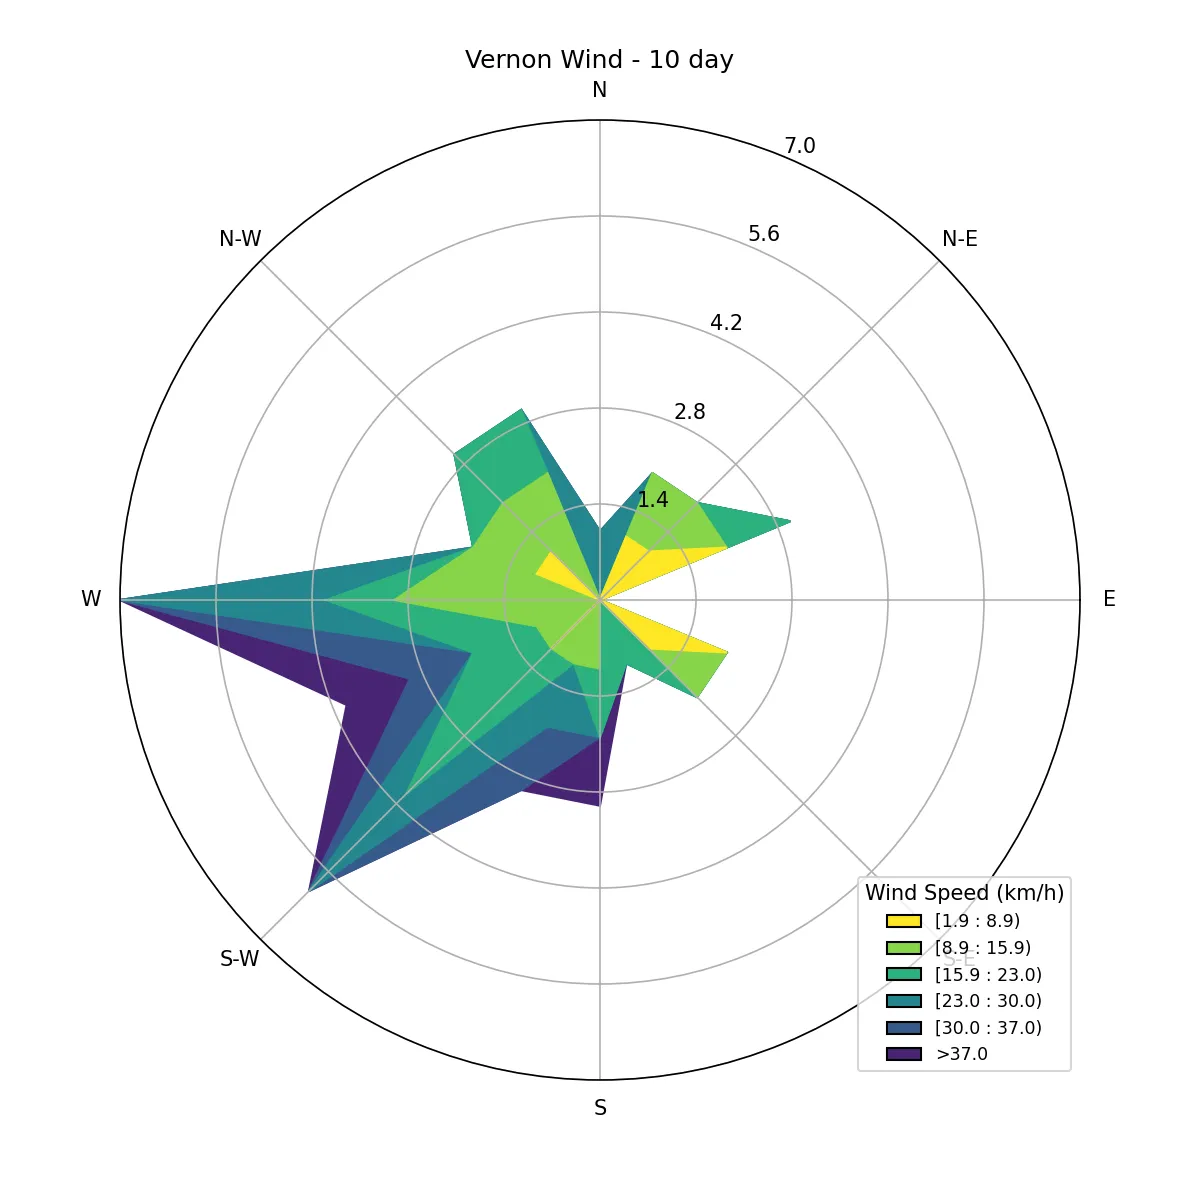 Vernon Wind - 10 day
N
7.0
5.6
N-W
N-E
4.2
2.8
1.4
W
E
Wind Speed (km/h)
[1.9 : 8.9)
[8.9 : 15.9)
S-W
S-E
[15.9 : 23.0)
[23.0 : 30.0)
[30.0 : 37.0)
>37.0
S